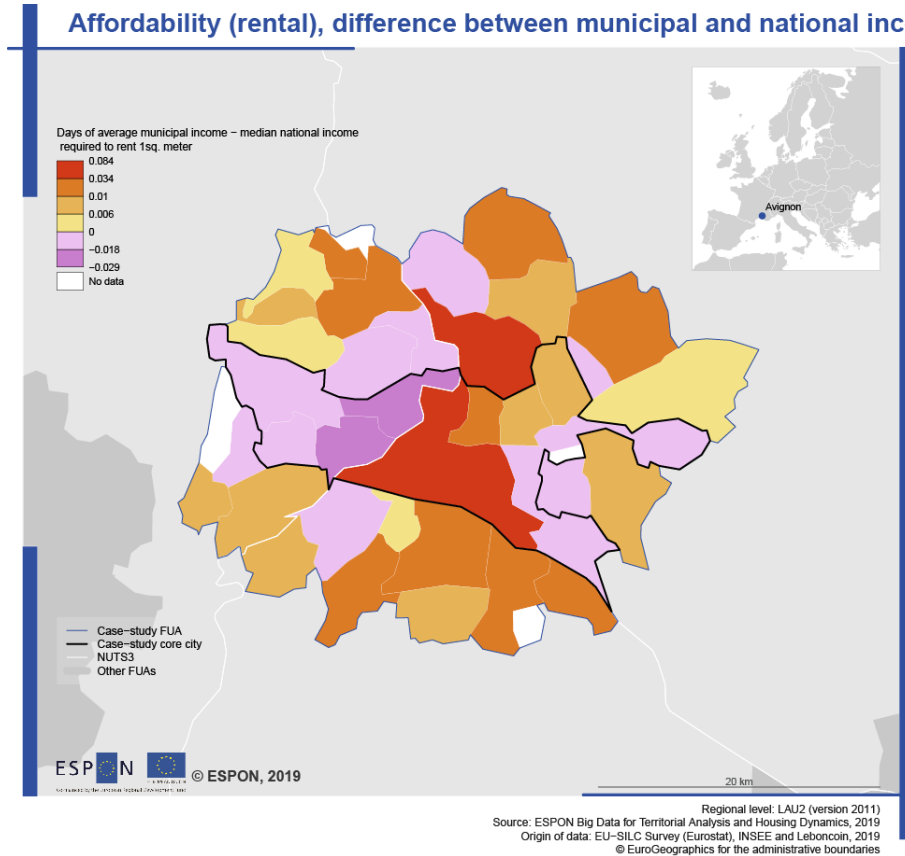 Affordability (rental), difference between municipal and national inc
Days of average municipal income − median national income
required to rent 1sq. meter
0.084
0.034
0.01
0.006
0
−0.018
−0.029
No data
Avignon
Case−study FUA
Case−study core city
NUTS3
Other FUAs
ESPON
© ESPON, 2019
20 km
Regional level: LAU2 (version 2011)
Source: ESPON Big Data for Territorial Analysis and Housing Dynamics, 2019
Origin of data: EU−SILC Survey (Eurostat), INSEE and Leboncoin, 2019
© EuroGeographics for the administrative boundaries